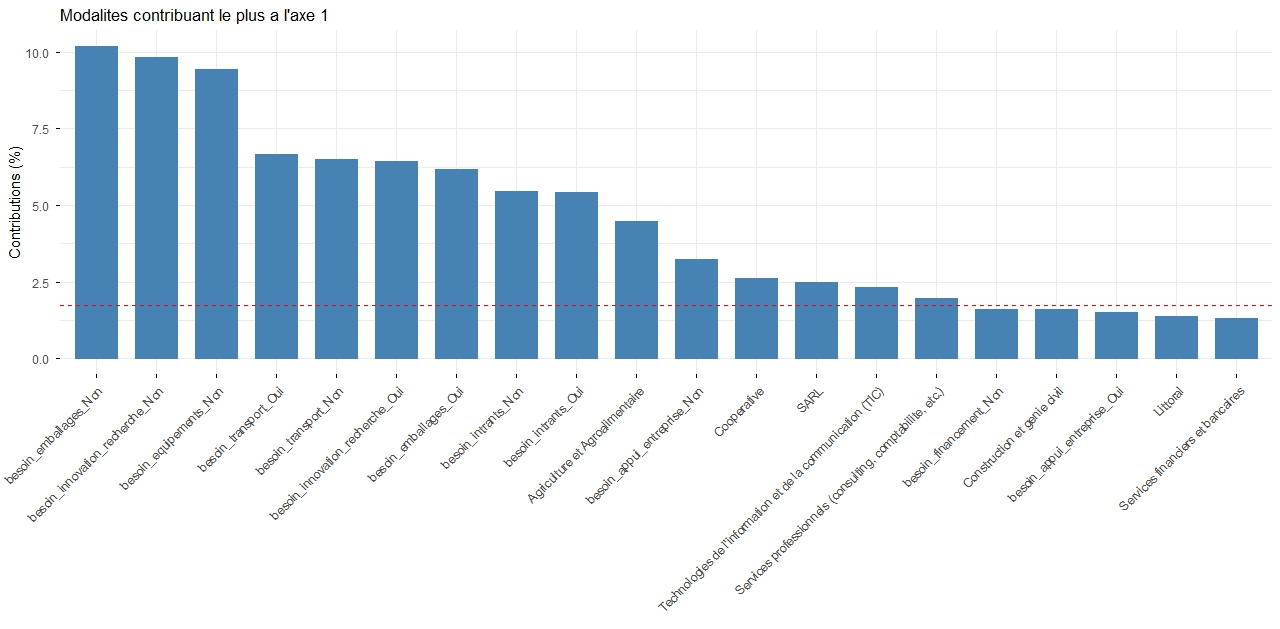 Modalites contribuant le plus a l'axe 1
Contributions (%)
10.0
7.5
5.0
2.5
0.0
besoin_emballages_Non
besoin_innovation_recherche_Non
besoin_equipements_Non
besoin_transport_Oui
besoin_transport_Non
besoin_innovation_recherche_Oui
besoin_emballages_Oui
besoin_intrants_Non
besoin_intrants_Oui
Agriculture et Agroalimentaire
besoin_appui_entreprise_Non
Cooperative
SARL
Technologies de l'information et de la communication (TIC)
Services professionnels (consulting, comptabilite, etc)
besoin_financement_Non
Construction et genie civil
besoin_appui_entreprise_Oui
Littoral
Services financiers et bancaires